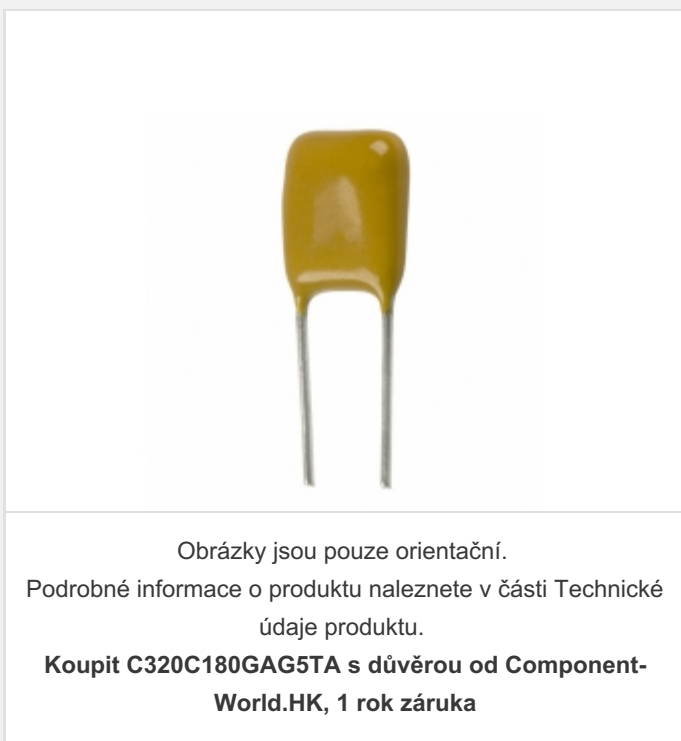 Obrázky jsou pouze orientační.
Podrobné informace o produktu naleznete v části Technické
údaje produktu.
Koupit C320C180GAG5TA s důvěrou od Component-
World.HK, 1 rok záruka